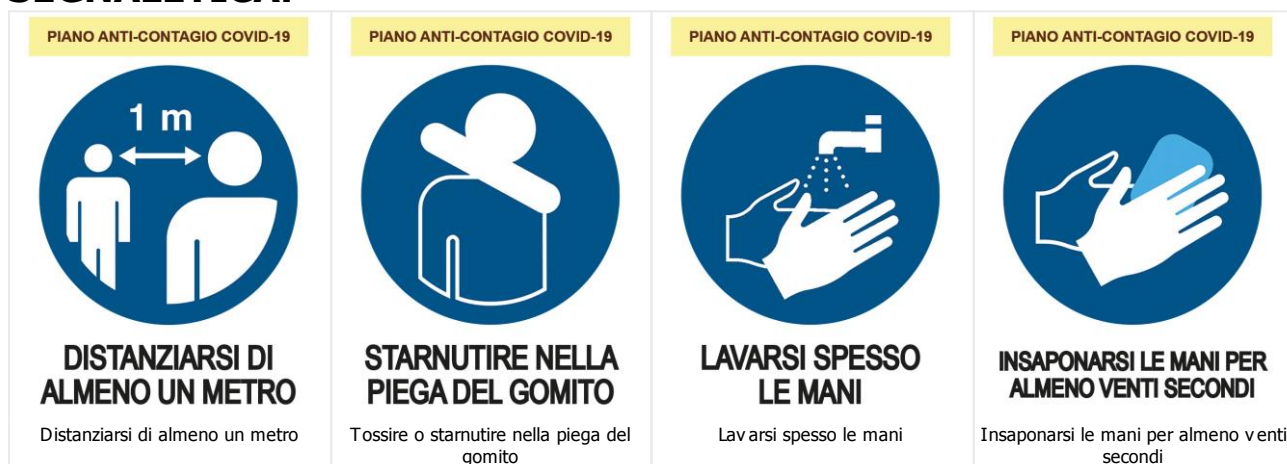 SEGNALETICA:
PIANO ANTI-CONTAGIO COVID-19
1 m
DISTANZIARSI DI
ALMENO UN METRO
Distanziarsi di almeno un metro
PIANO ANTI-CONTAGIO COVID-19
STARNUTIRE NELLA
PIEGA DEL GOMITO
Tossire o starnutire nella piega del
gomito
PIANO ANTI-CONTAGIO COVID-19
LAVARSI SPESSO
LE MANI
Lavarsi spesso le mani
PIANO ANTI-CONTAGIO COVID-19
INSAPONARSI LE MANI PER
ALMENO VENTI SECONDI
Insaponarsi le mani per almeno venti
secondi